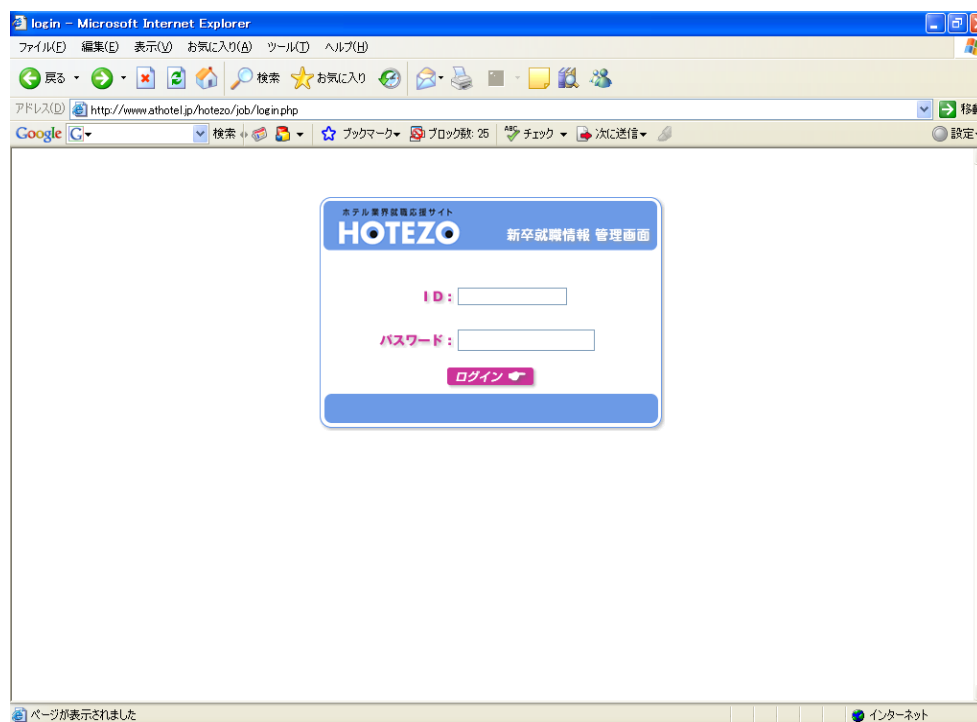 login - Microsoft Internet Explorer
ファイル(F) 編集(E) 表示(V) お気に入り(A) ツール(T) ヘルプ(H)
戻る 検索 お気に入り
アドレス(D) http://www.athotel.jp/hotezo/job/login.php 移動
Google G 検索 ブックマーク ブロック数: 25 ABC チェック 次に送信 設定
ホテル業界就職応援サイト
HOTEZO 新卒就職情報 管理画面
ID:
パスワード:
ログイン
ページが表示されました インターネット